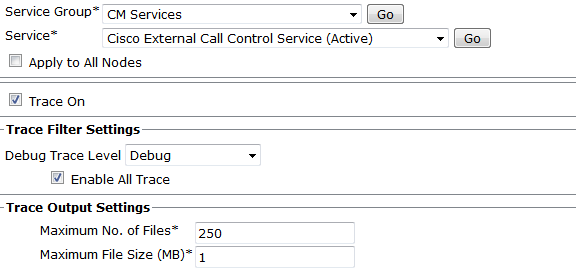 Service Group* CM Services Go
Service* Cisco External Call Control Service (Active) Go
Apply to All Nodes
Trace On
Trace Filter Settings
Debug Trace Level Debug
Enable All Trace
Trace Output Settings
Maximum No. of Files* 250
Maximum File Size (MB)* 1